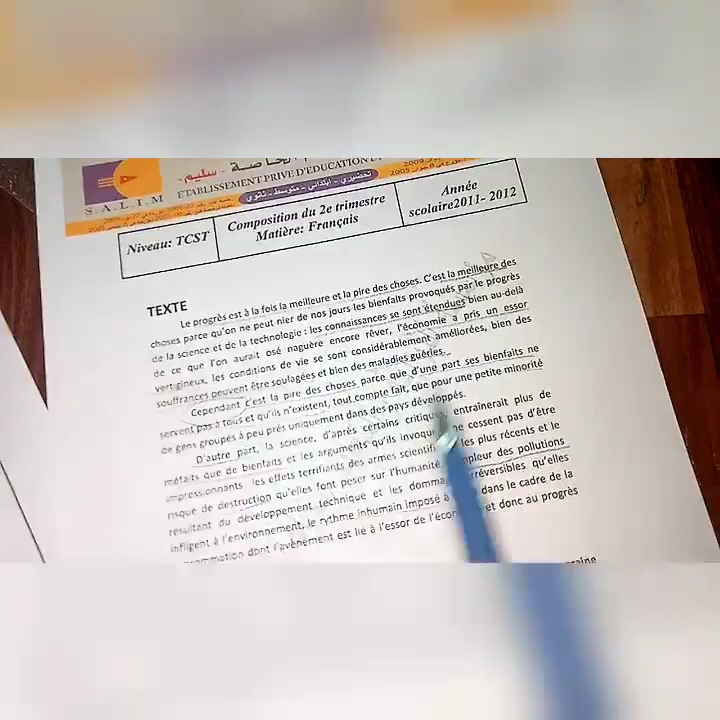 S.A.L.I.M
ETABLISSEMENT PRIVE D'EDUCATION
تحضيري - ابتدائي - متوسط - ثانوي
Niveau: TCST
Composition du 2e trimestre
Matière: Français
Année
scolaire2011- 2012
TEXTE
Le progrès est à la fois la meilleure et la pire des choses. C'est la meilleure des
choses parce qu'on ne peut nier de nos jours les bienfaits provoqués par le progrès
de la science et de la technologie : les connaissances se sont étendues bien au-delà
de ce que l'on aurait osé naguère encore rêver, l'économie a pris un essor
vertigineux, les conditions de vie se sont considérablement améliorées, bien des
souffrances peuvent être soulagées et bien des maladies guéries.
Cependant c'est la pire des choses parce que d'une part ses bienfaits ne
servent pas à tous et qu'ils n'existent, tout compte fait, que pour une petite minorité
de gens groupés à peu près uniquement dans des pays développés.
D'autre part, la science, d'après certains entraînerait plus de
méfaits que de bienfaits et les arguments qu'ils ne cessent pas d'être
impressionnants les effets terrifiants des armes les plus récents et le
risque de destruction qu'elles font peser sur l'humanité, des pollutions
résultant du développement technique et les qu'elles
infligent à l'environnement, le rythme inhumain imposé dans le cadre de la
dont l'avènement est lié à l'essor de et donc au progrès